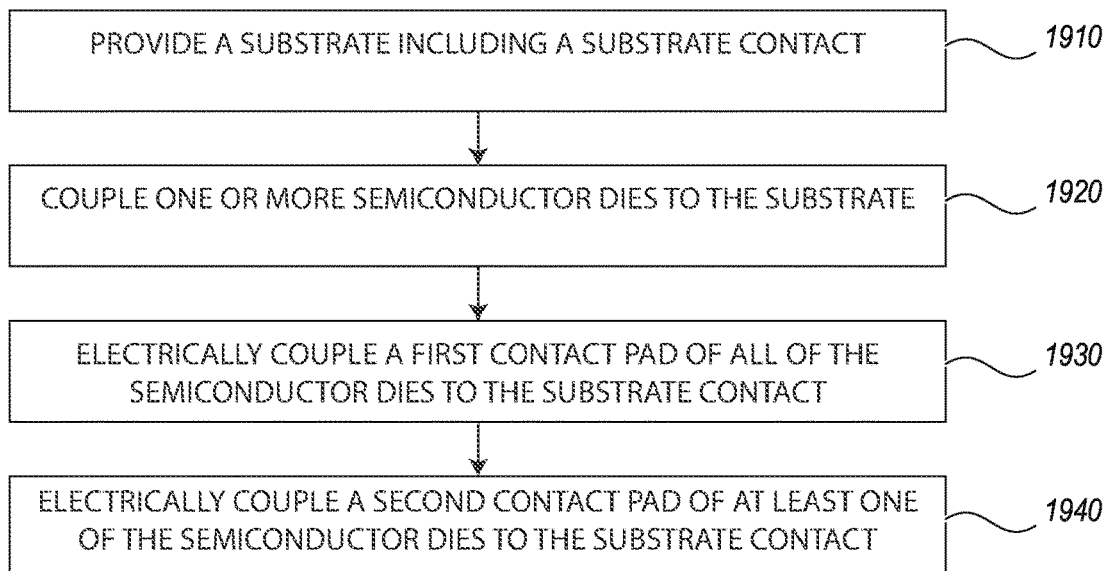 PROVIDE A SUBSTRATE INCLUDING A SUBSTRATE CONTACT
1910
COUPLE ONE OR MORE SEMICONDUCTOR DIES TO THE SUBSTRATE
1920
ELECTRICALLY COUPLE A FIRST CONTACT PAD OF ALL OF THE
SEMICONDUCTOR DIES TO THE SUBSTRATE CONTACT
1930
ELECTRICALLY COUPLE A SECOND CONTACT PAD OF AT LEAST ONE
OF THE SEMICONDUCTOR DIES TO THE SUBSTRATE CONTACT
1940